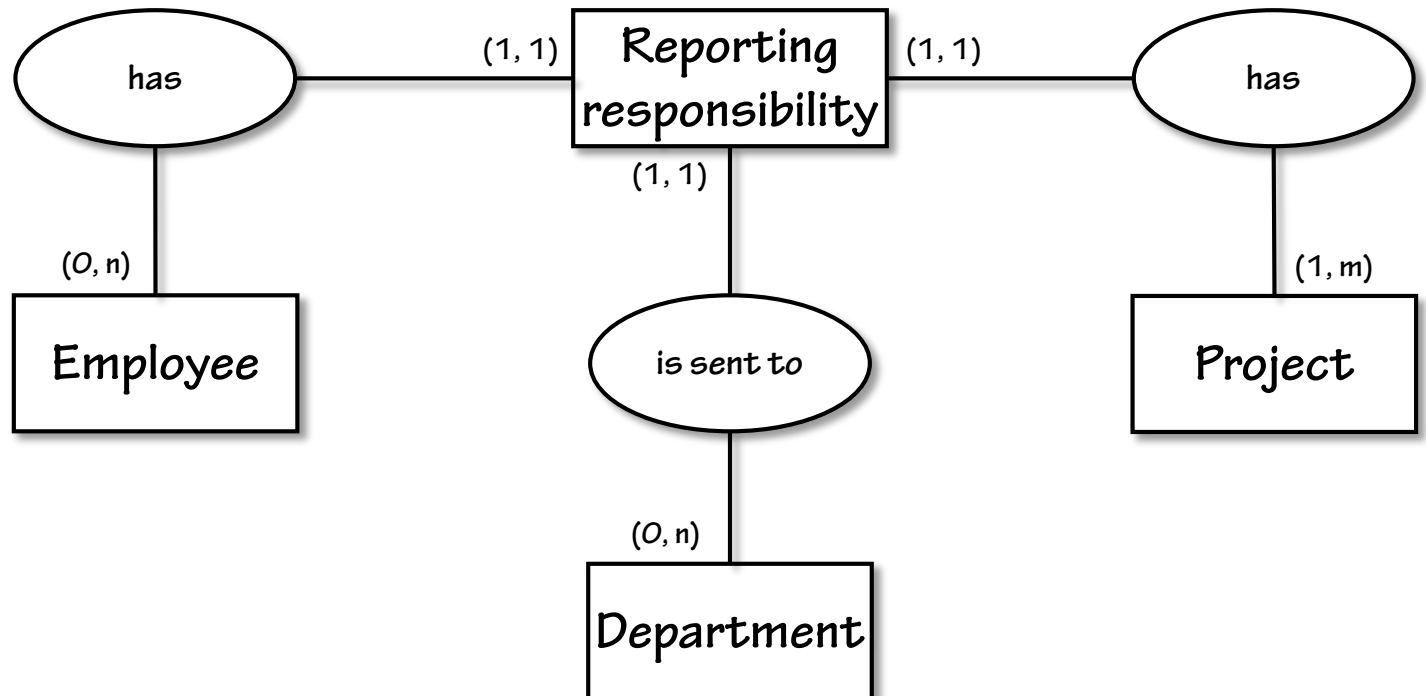 has
(1, 1)
Reporting
responsibility
(1, 1)
has
(1, 1)
(0, n)
(1, m)
Employee
is sent to
Project
(0, n)
Department